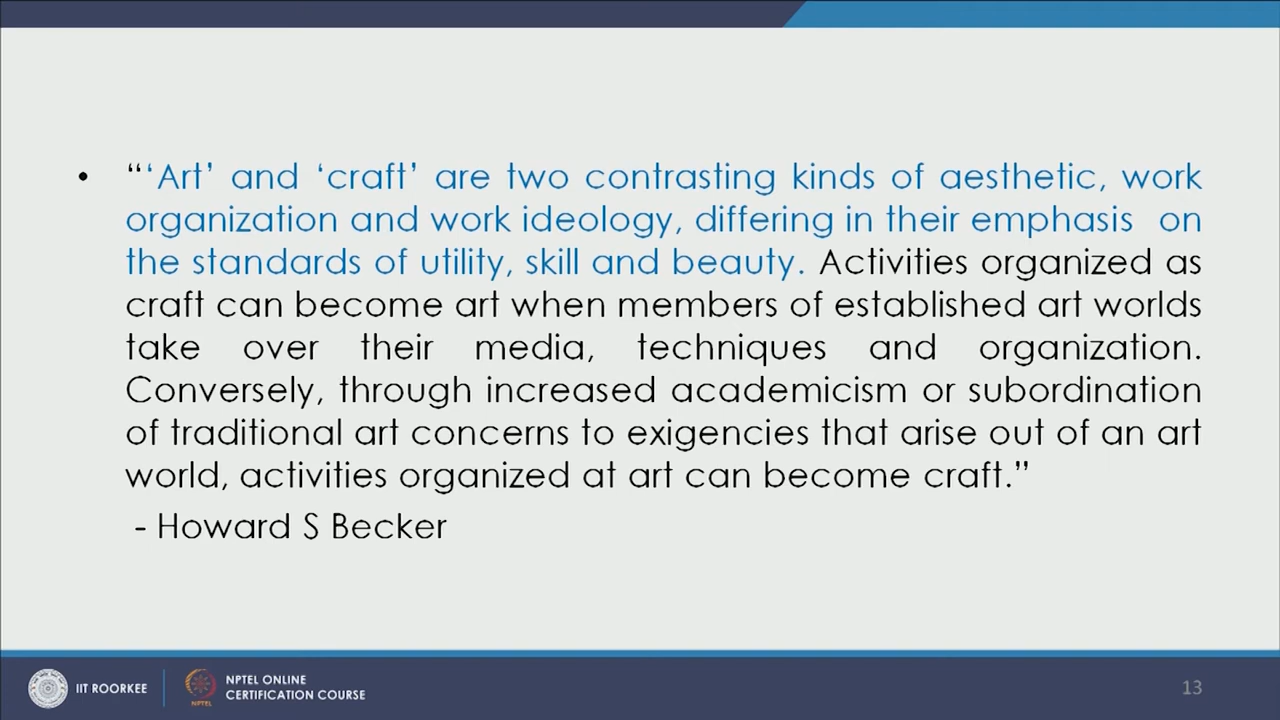 • “‘Art’ and ‘craft’ are two contrasting kinds of aesthetic, work
organization and work ideology, differing in their emphasis on
the standards of utility, skill and beauty. Activities organized as
craft can become art when members of established art worlds
take over their media, techniques and organization.
Conversely, through increased academicism or subordination
of traditional art concerns to exigencies that arise out of an art
world, activities organized at art can become craft.”
- Howard S Becker
IIT ROORKEE
NPTEL
NPTEL ONLINE
CERTIFICATION COURSE
13